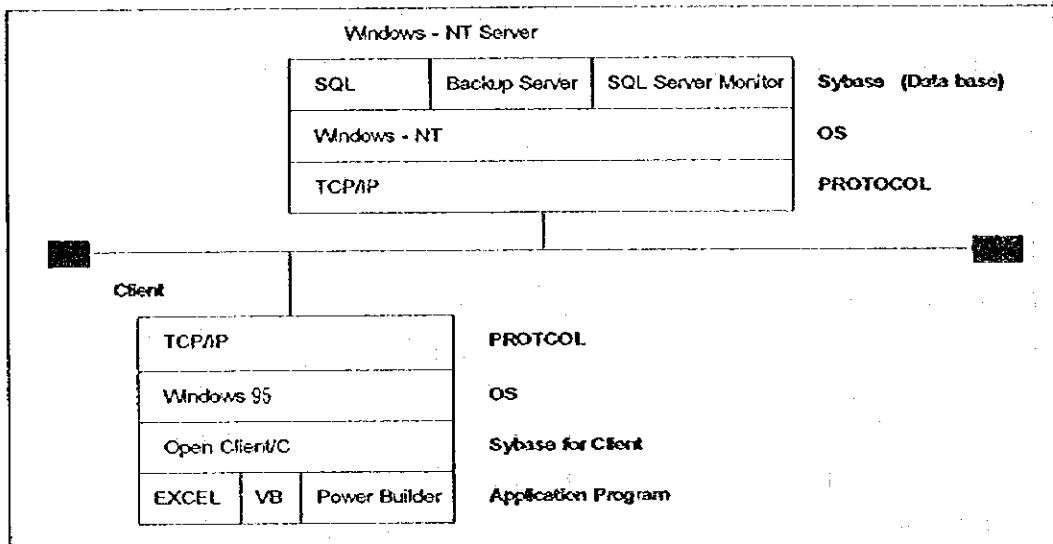 Windows - NT Server
SQL Backup Server SQL Server Monitor Sybase (Data base)
Windows - NT OS
TCP/IP PROTOCOL
Client
TCP/IP PROTCOL
Windows 95 OS
Open Client/C Sybase for Client
EXCEL VB Power Builder Application Program